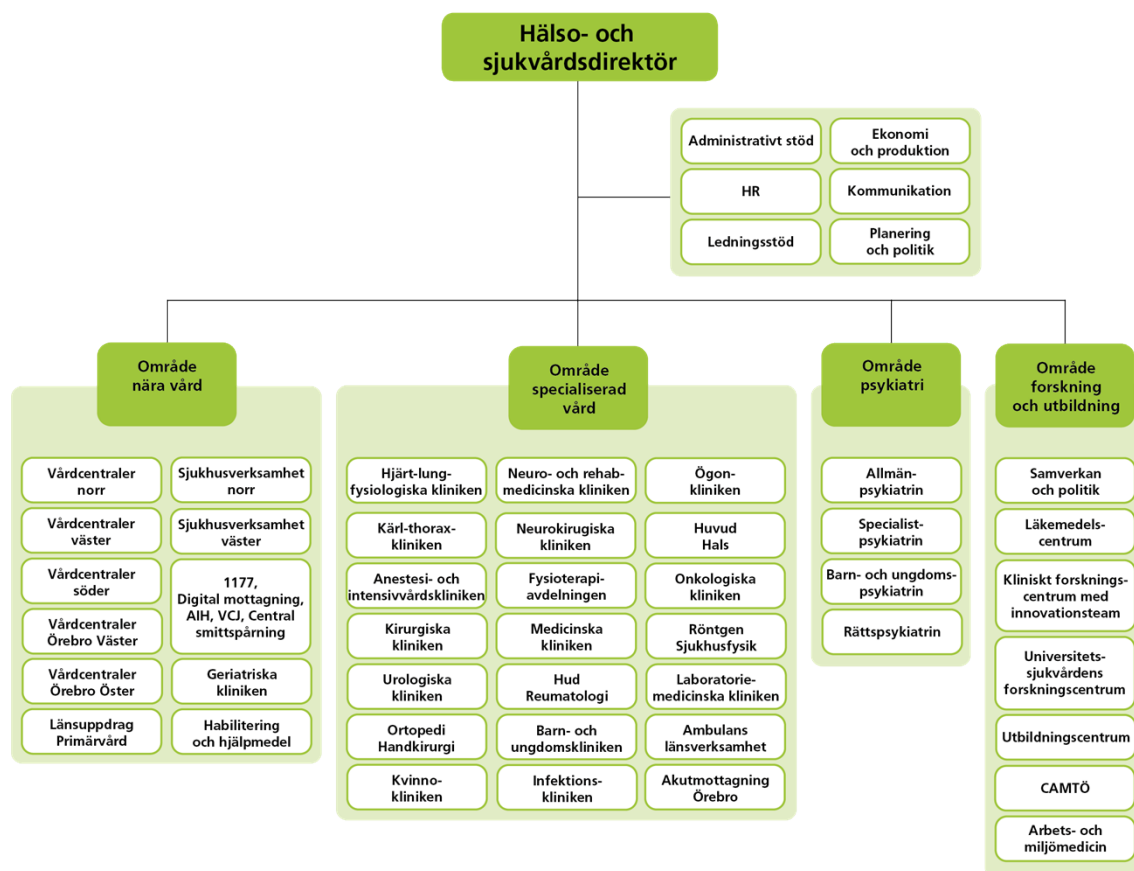 Hälso- och
sjukvårdsdirektör
Administrativt stöd
Ekonomi
och produktion
HR
Kommunikation
Ledningsstöd
Planering
och politik
Område
nära vård
Vårdcentraler
norr
Sjukhusverksamhet
norr
Vårdcentraler
väster
Sjukhusverksamhet
väster
Vårdcentraler
söder
1177,
Digital mottagning,
AIH, VCJ, Central
smittspårning
Vårdcentraler
Örebro Väster
Vårdcentraler
Örebro Öster
Geriatriska
kliniken
Länsuppdrag
Primärvård
Habilitering
och hjälpmedel
Område
specialiserad
vård
Hjärt-lung-
fysiologiska kliniken
Neuro- och rehab-
medicinska kliniken
Ögon-
kliniken
Kärl-thorax-
kliniken
Neurokirugiska
kliniken
Huvud
Hals
Anestesi- och
intensivvårdskliniken
Fysioterapi-
avdelningen
Onkologiska
kliniken
Kirurgiska
kliniken
Medicinska
kliniken
Röntgen
Sjukhusfysik
Urologiska
kliniken
Hud
Reumatologi
Laboratorie-
medicinska kliniken
Ortopedi
Handkirurgi
Barn- och
ungdomskliniken
Ambulans
länsverksamhet
Kvinno-
kliniken
Infektions-
kliniken
Akutmottagning
Örebro
Område
psykiatri
Allmän-
psykiatrin
Specialist-
psykiatrin
Barn- och ungdoms-
psykiatrin
Rättspsykiatrin
Område
forskning
och utbildning
Samverkan
och politik
Läkemedels-
centrum
Kliniskt forsknings-
centrum med
innovationsteam
Universitets-
sjukvårdens
forskningscentrum
Utbildningscentrum
CAMTÖ
Arbets- och
miljömedicin